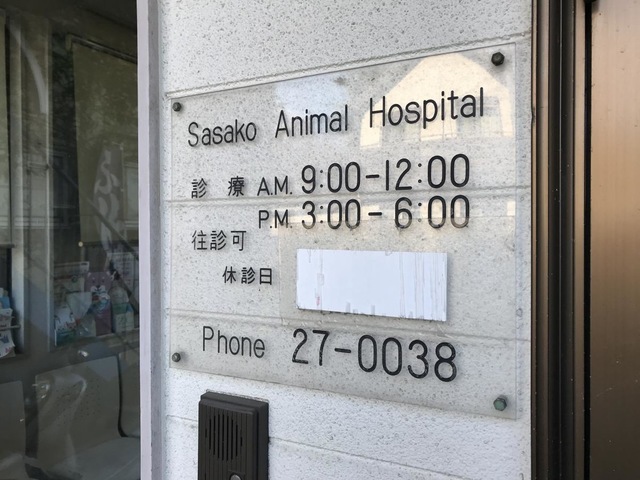 Sasako Animal Hospital
診療 A.M. 9:00-12:00
P.M. 3:00-6:00
往診可
休診日
Phone 27-0038